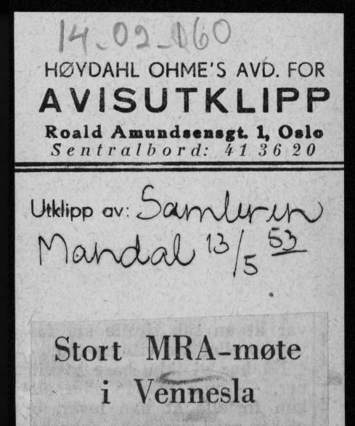 14-02-060
HØYDAHL OHME'S AVD. FOR
AVISUTKLIPP
Roald Amundsensgt. 1, Oslo
Sentralbord: 41 36 20
Utklipp av: Samleren
Mandal 13/5 53
Stort MRA-møte
i Vennesla